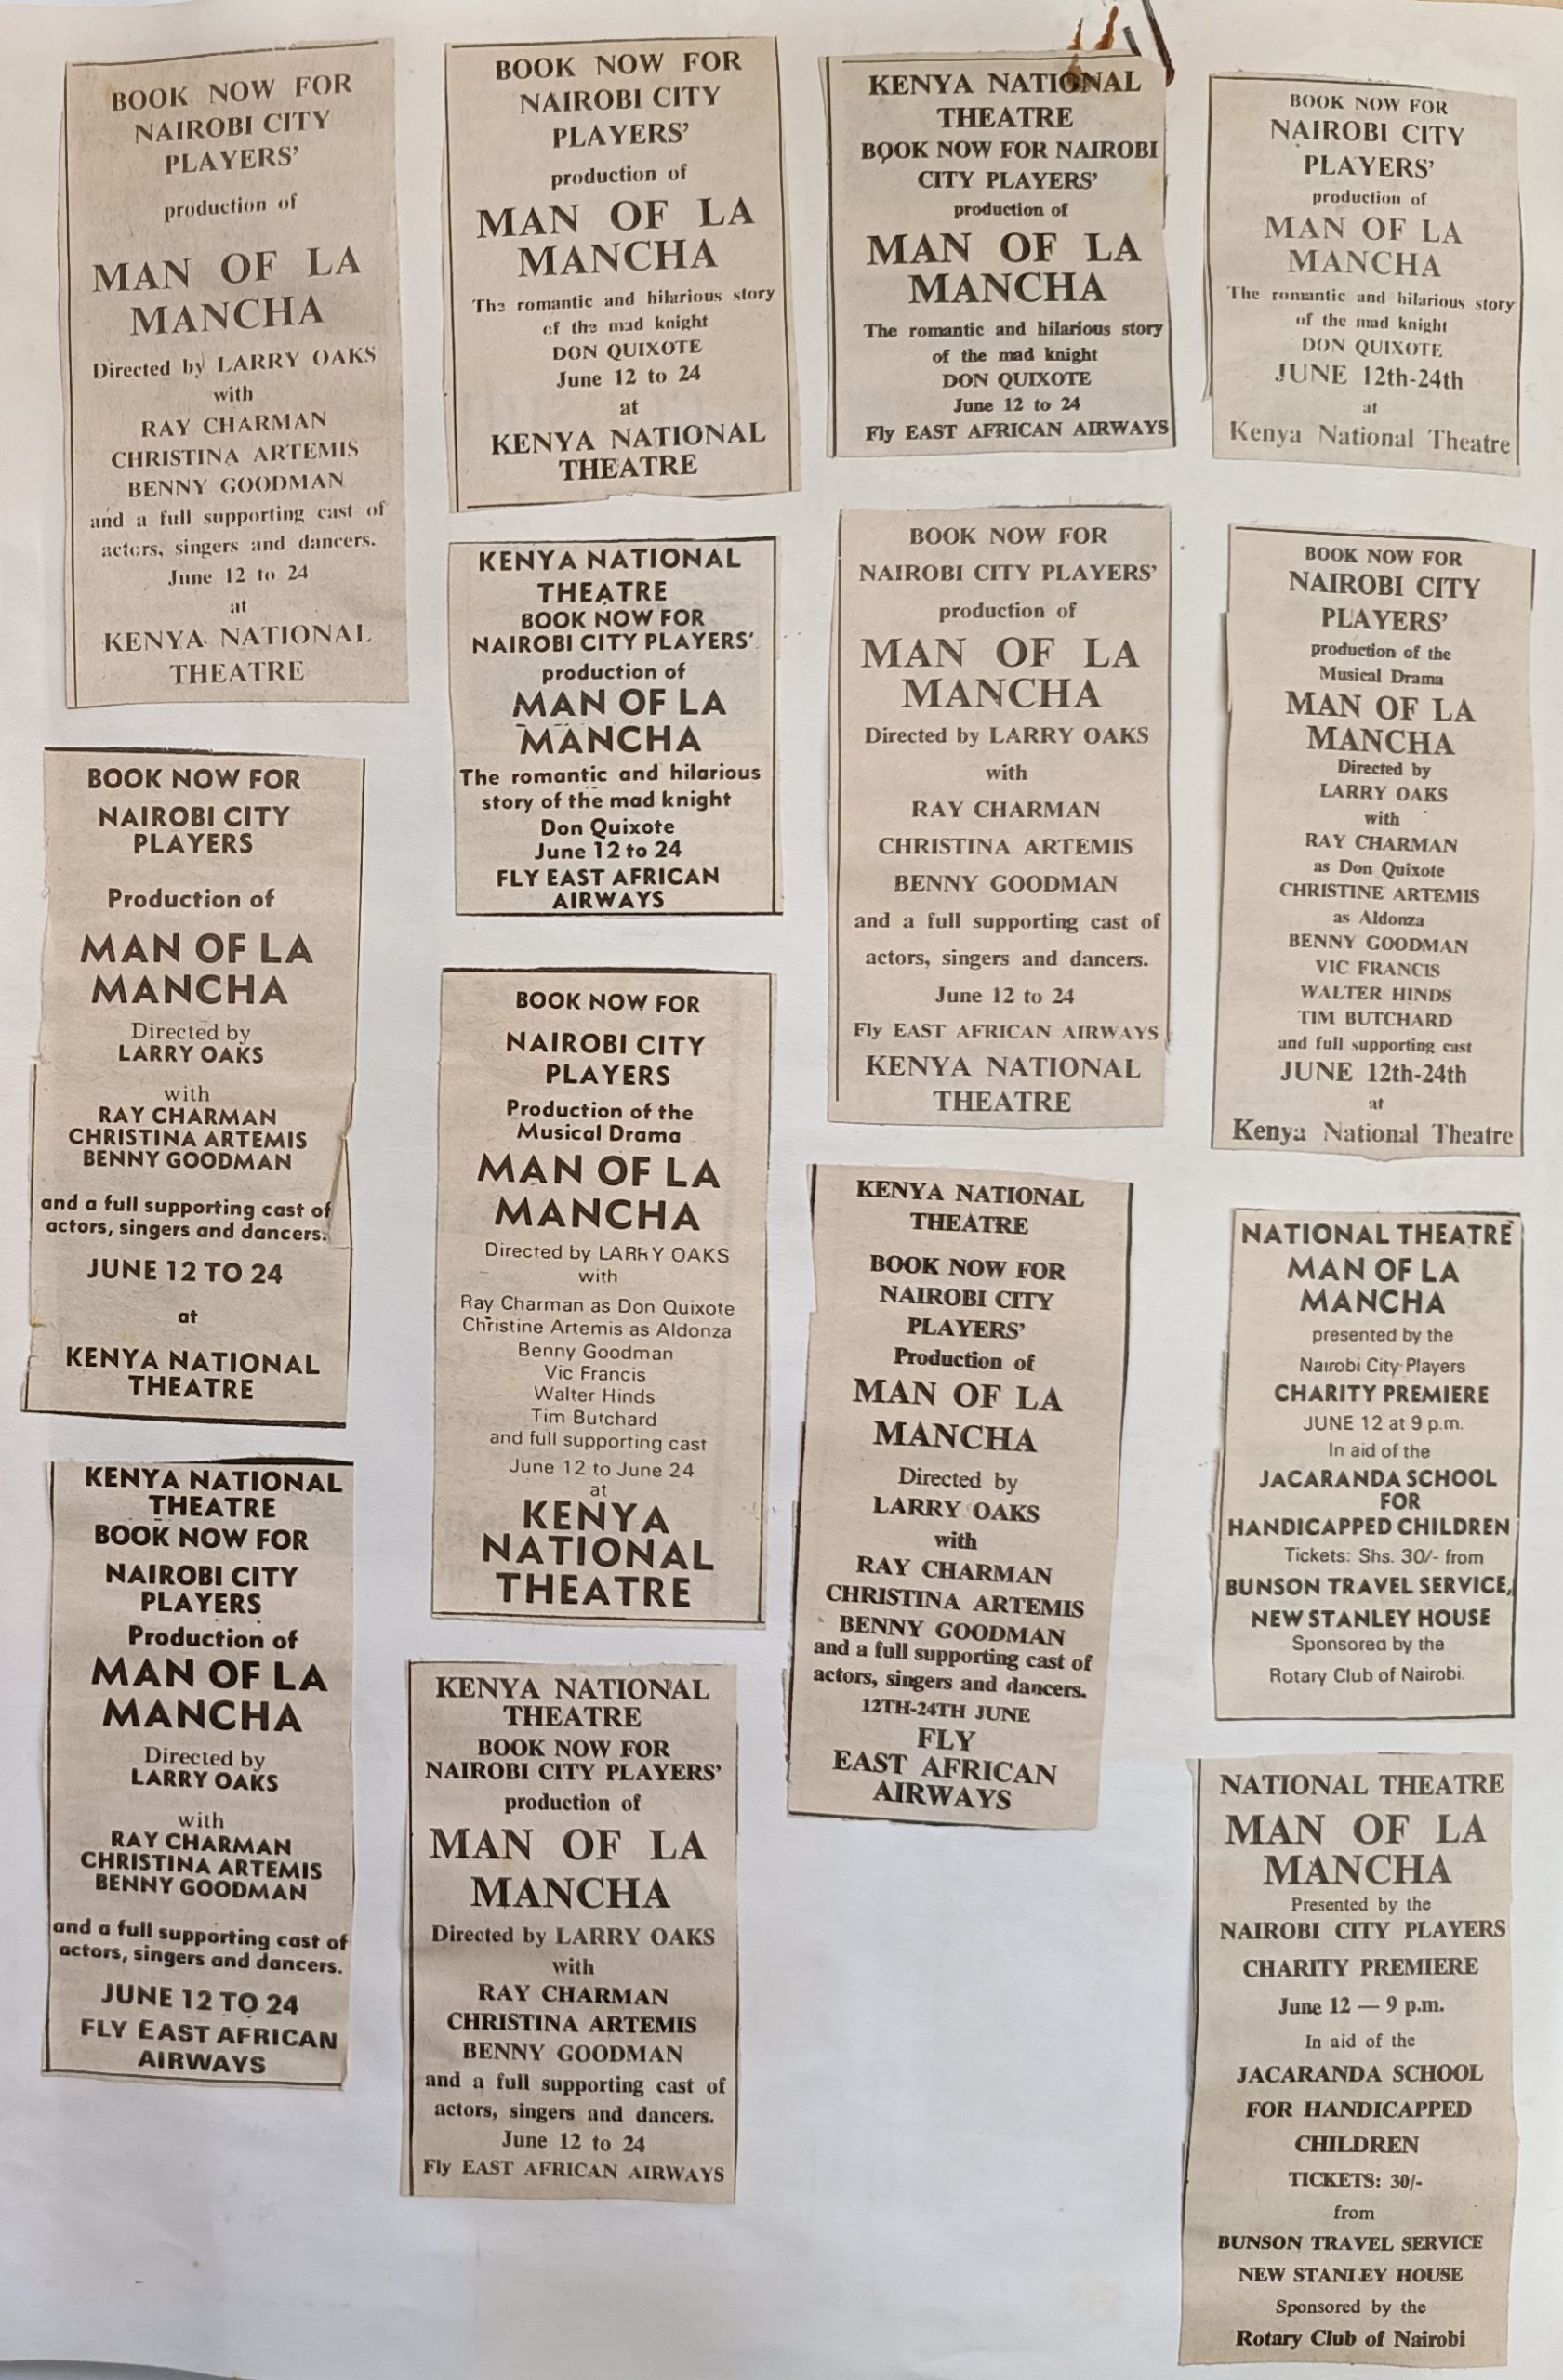 BOOK NOW FOR
NAIROBI CITY
PLAYERS'
production of
MAN OF LA
MANCHA
Directed by LARRY OAKS
with
RAY CHARMAN
CHRISTINA ARTEMIS
BENNY GOODMAN
and a full supporting cast of
actors, singers and dancers.
June 12 to 24
at
KENYA NATIONAL
THEATRE
BOOK NOW FOR
NAIROBI CITY
PLAYERS
Production of
MAN OF LA
MANCHA
Directed by
LARRY OAKS
with
RAY CHARMAN
CHRISTINA ARTEMIS
BENNY GOODMAN
and a full supporting cast of
actors, singers and dancers.
JUNE 12 TO 24
at
KENYA NATIONAL
THEATRE
KENYA NATIONAL
THEATRE
BOOK NOW FOR
NAIROBI CITY
PLAYERS
Production of
MAN OF LA
MANCHA
Directed by
LARRY OAKS
with
RAY CHARMAN
CHRISTINA ARTEMIS
BENNY GOODMAN
and a full supporting cast of
actors, singers and dancers.
JUNE 12 TO 24
FLY EAST AFRICAN
AIRWAYS
BOOK NOW FOR
NAIROBI CITY
PLAYERS'
production of
MAN OF LA
MANCHA
The romantic and hilarious story
of the mad knight
DON QUIXOTE
June 12 to 24
at
KENYA NATIONAL
THEATRE
KENYA NATIONAL
THEATRE
BOOK NOW FOR
NAIROBI CITY PLAYERS'
production of
MAN OF LA
MANCHA
The romantic and hilarious
story of the mad knight
Don Quixote
June 12 to 24
FLY EAST AFRICAN
AIRWAYS
BOOK NOW FOR
NAIROBI CITY
PLAYERS
Production of the
Musical Drama
MAN OF LA
MANCHA
Directed by LARRY OAKS
with
Ray Charman as Don Quixote
Christine Artemis as Aldonza
Benny Goodman
Vic Francis
Walter Hinds
Tim Butchard
and full supporting cast
June 12 to June 24
at
KENYA
NATIONAL
THEATRE
KENYA NATIONAL
THEATRE
BOOK NOW FOR
NAIROBI CITY PLAYERS'
production of
MAN OF LA
MANCHA
Directed by LARRY OAKS
with
RAY CHARMAN
CHRISTINA ARTEMIS
BENNY GOODMAN
and a full supporting cast of
actors, singers and dancers.
June 12 to 24
Fly EAST AFRICAN AIRWAYS
KENYA NATIONAL
THEATRE
BOOK NOW FOR NAIROBI
CITY PLAYERS'
production of
MAN OF LA
MANCHA
The romantic and hilarious story
of the mad knight
DON QUIXOTE
June 12 to 24
Fly EAST AFRICAN AIRWAYS
BOOK NOW FOR
NAIROBI CITY PLAYERS'
production of
MAN OF LA
MANCHA
Directed by LARRY OAKS
with
RAY CHARMAN
CHRISTINA ARTEMIS
BENNY GOODMAN
and a full supporting cast of
actors, singers and dancers.
June 12 to 24
Fly EAST AFRICAN AIRWAYS
KENYA NATIONAL
THEATRE
KENYA NATIONAL
THEATRE
BOOK NOW FOR
NAIROBI CITY
PLAYERS'
Production of
MAN OF LA
MANCHA
Directed by
LARRY OAKS
with
RAY CHARMAN
CHRISTINA ARTEMIS
BENNY GOODMAN
and a full supporting cast of
actors, singers and dancers.
12TH-24TH JUNE
FLY
EAST AFRICAN
AIRWAYS
BOOK NOW FOR
NAIROBI CITY
PLAYERS'
production of
MAN OF LA
MANCHA
The romantic and hilarious story
of the mad knight
DON QUIXOTE
JUNE 12th-24th
at
Kenya National Theatre
BOOK NOW FOR
NAIROBI CITY
PLAYERS'
production of the
Musical Drama
MAN OF LA
MANCHA
Directed by
LARRY OAKS
with
RAY CHARMAN
as Don Quixote
CHRISTINE ARTEMIS
as Aldonza
BENNY GOODMAN
VIC FRANCIS
WALTER HINDS
TIM BUTCHARD
and full supporting cast
JUNE 12th-24th
at
Kenya National Theatre
NATIONAL THEATRE
MAN OF LA
MANCHA
presented by the
Nairobi City Players
CHARITY PREMIERE
JUNE 12 at 9 p.m.
In aid of the
JACARANDA SCHOOL
FOR
HANDICAPPED CHILDREN
Tickets: Shs. 30/- from
BUNSON TRAVEL SERVICE,
NEW STANLEY HOUSE
Sponsored by the
Rotary Club of Nairobi.
NATIONAL THEATRE
MAN OF LA
MANCHA
Presented by the
NAIROBI CITY PLAYERS
CHARITY PREMIERE
June 12 — 9 p.m.
In aid of the
JACARANDA SCHOOL
FOR HANDICAPPED
CHILDREN
TICKETS: 30/-
from
BUNSON TRAVEL SERVICE
NEW STANLEY HOUSE
Sponsored by the
Rotary Club of Nairobi